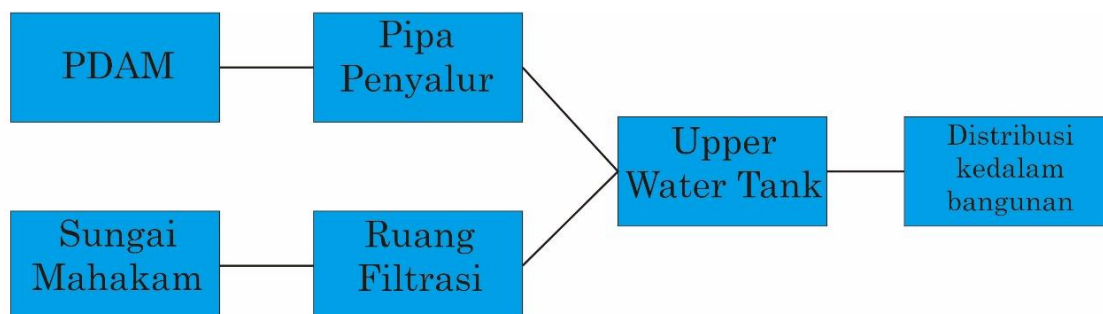 PDAM
Pipa
Penyalur
Upper
Water Tank
Distribusi
kedalam
bangunan
Sungai
Mahakam
Ruang
Filtrasi